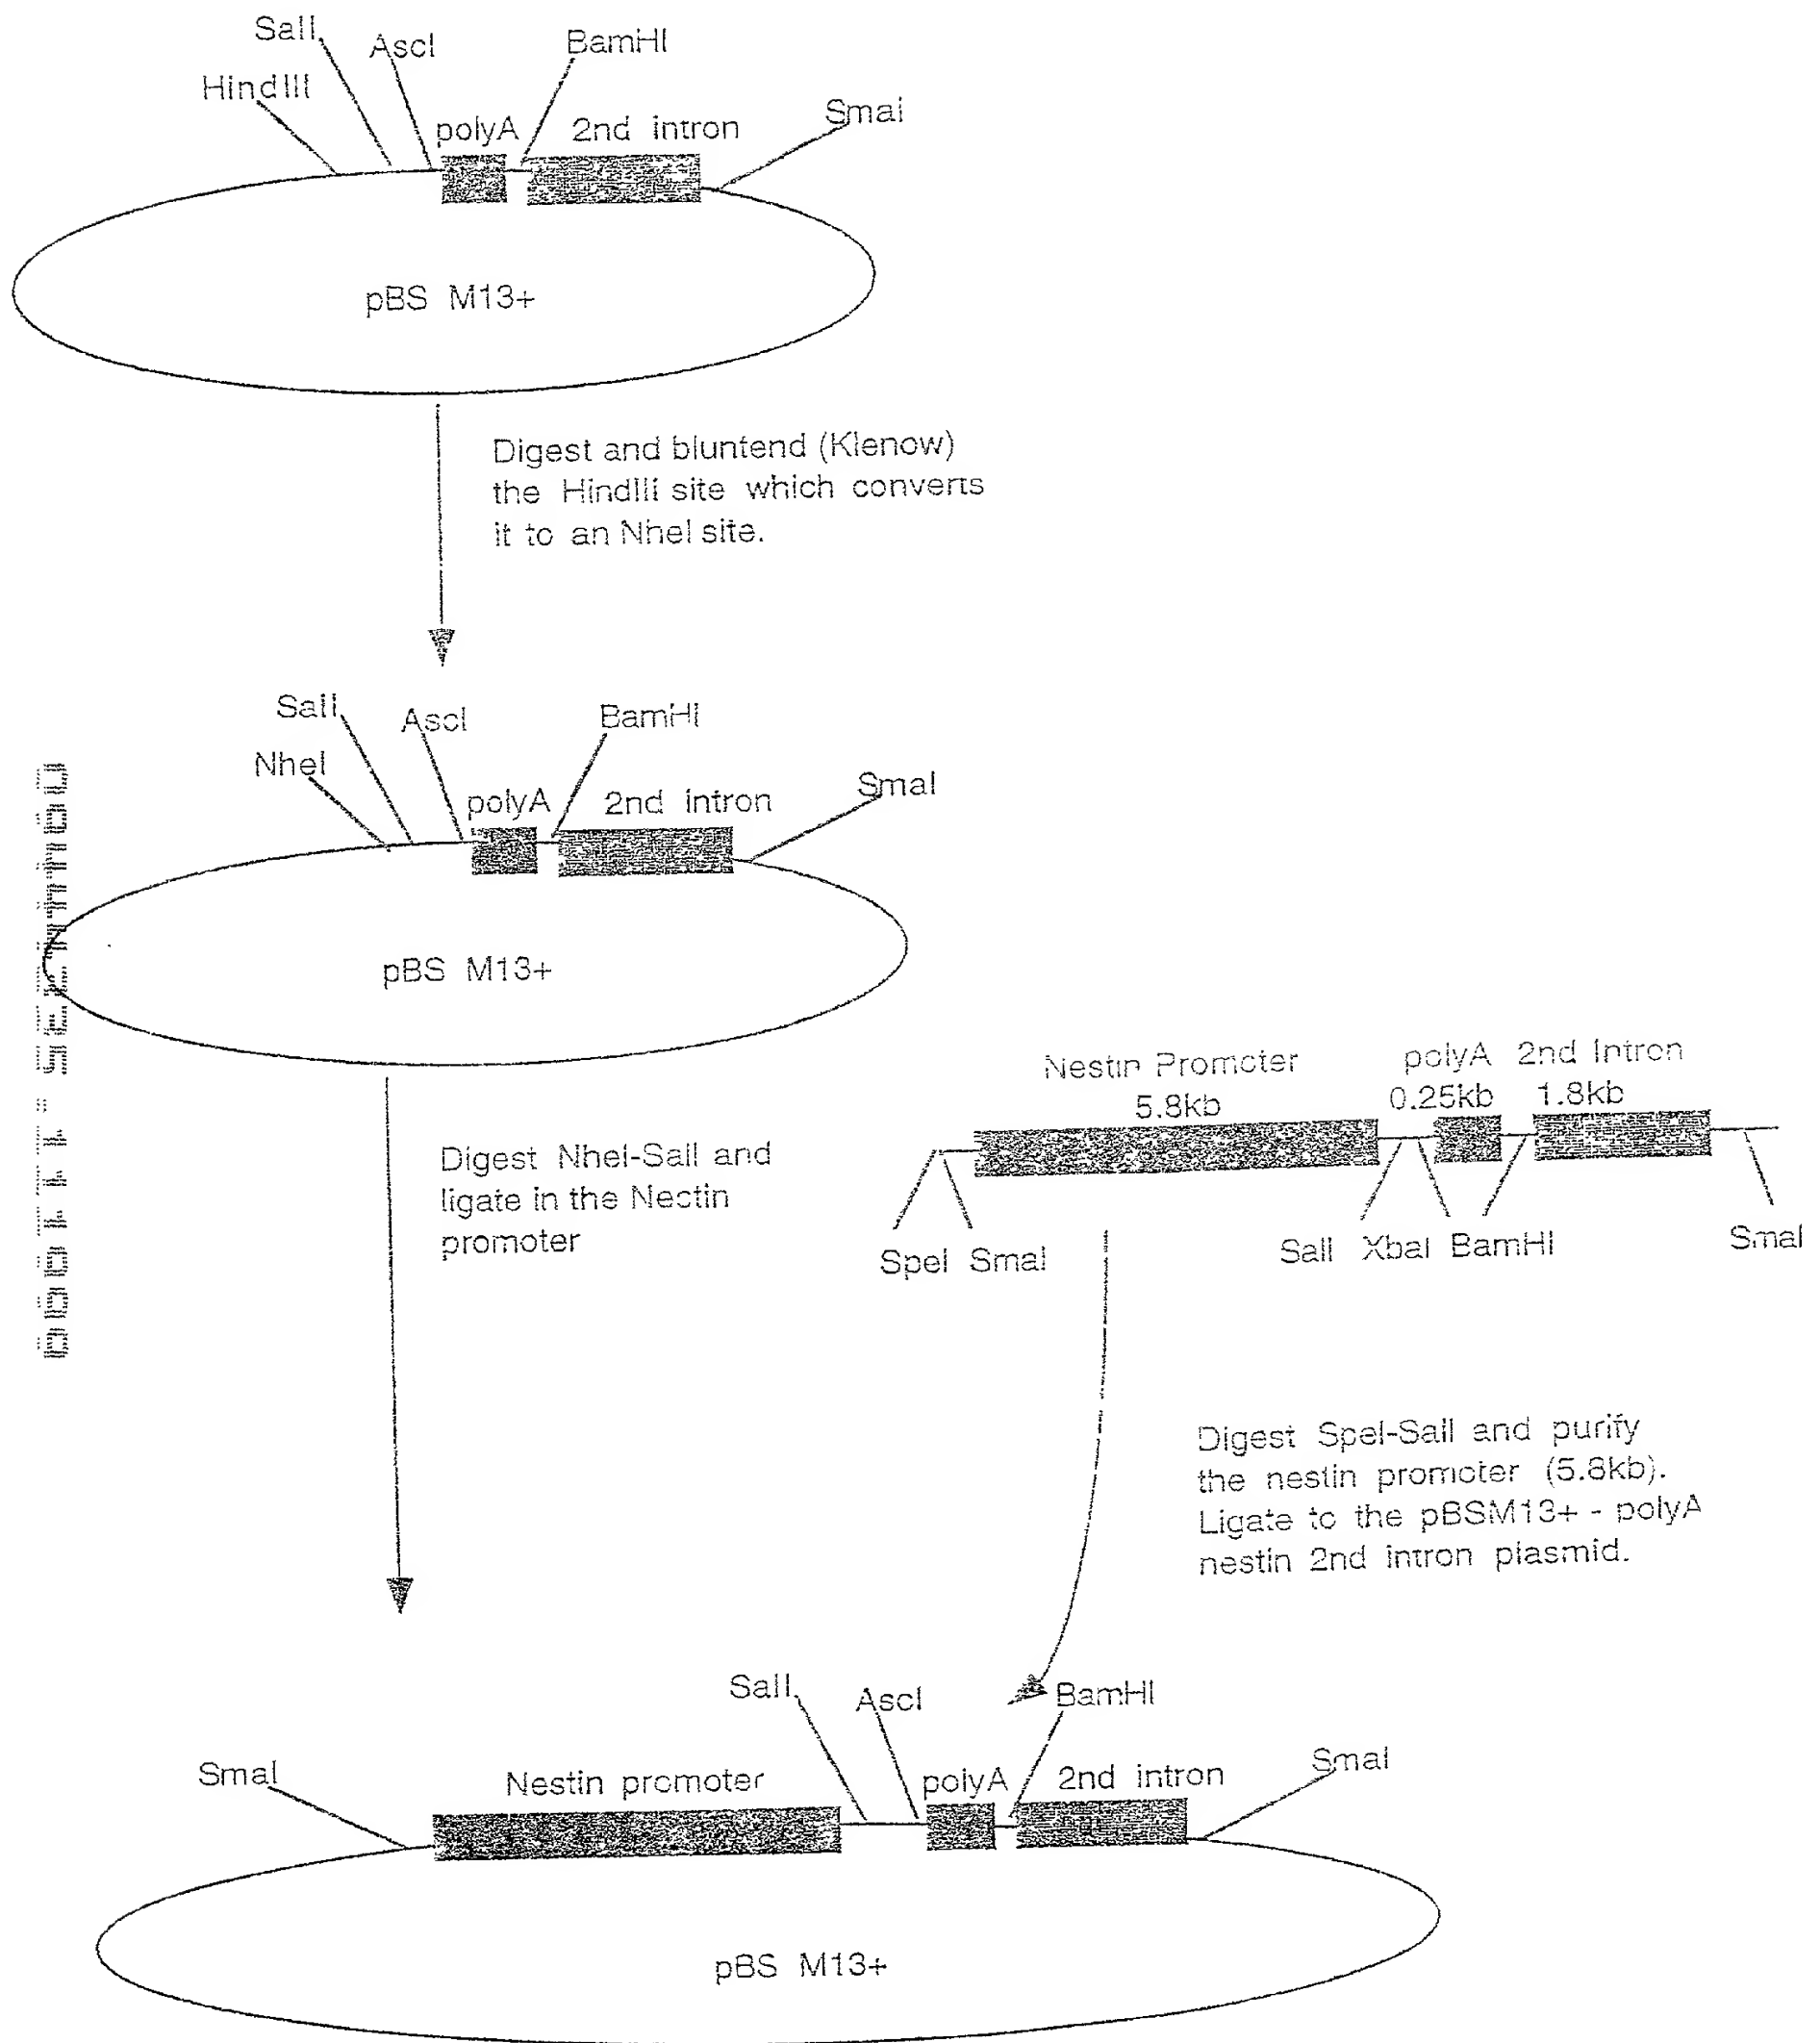 SalI
AscI
BamHI
HindIII
SmaI
polyA
2nd intron
pBS M13+
Digest and bluntend (Klenow)
the HindIII site which converts
it to an NheI site.
SalI
AscI
BamHI
NheI
SmaI
polyA
2nd intron
pBS M13+
Nestin Promoter
5.8kb
polyA
0.25kb
2nd Intron
1.8kb
Digest NheI-SalI and
ligate in the Nectin
promoter
SpeI SmaI
SalI XbaI BamHI
SmaI
Digest SpeI-SalI and purify
the nestin promoter (5.8kb).
Ligate to the pBSM13+ - polyA
nestin 2nd intron plasmid.
SalI
AscI
BamHI
SmaI
Nestin promoter
polyA
2nd intron
SmaI
pBS M13+